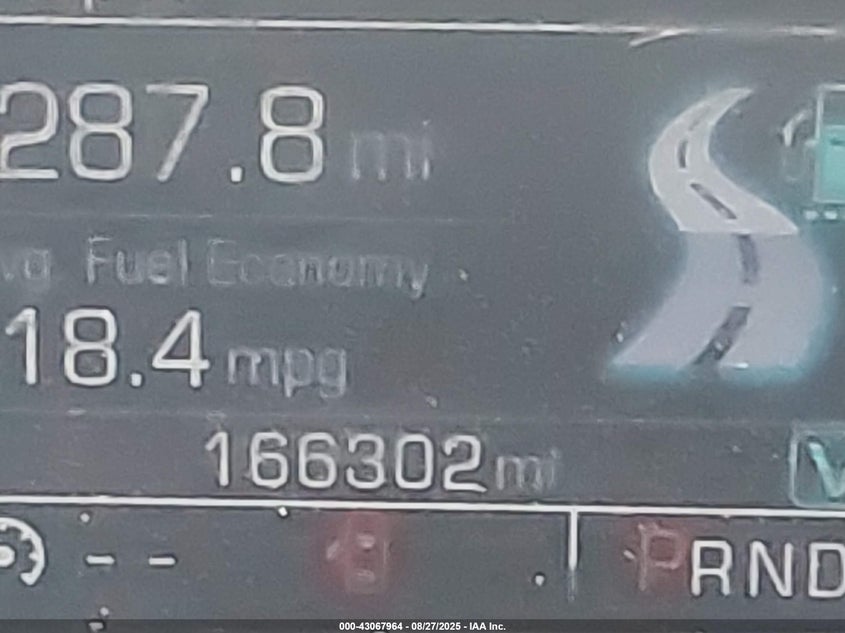 287.8 mi
Fuel Economy
18.4 mpg
166302 mi
V
-- PRND
000-43067964 - 08/27/2025 - IAA Inc.